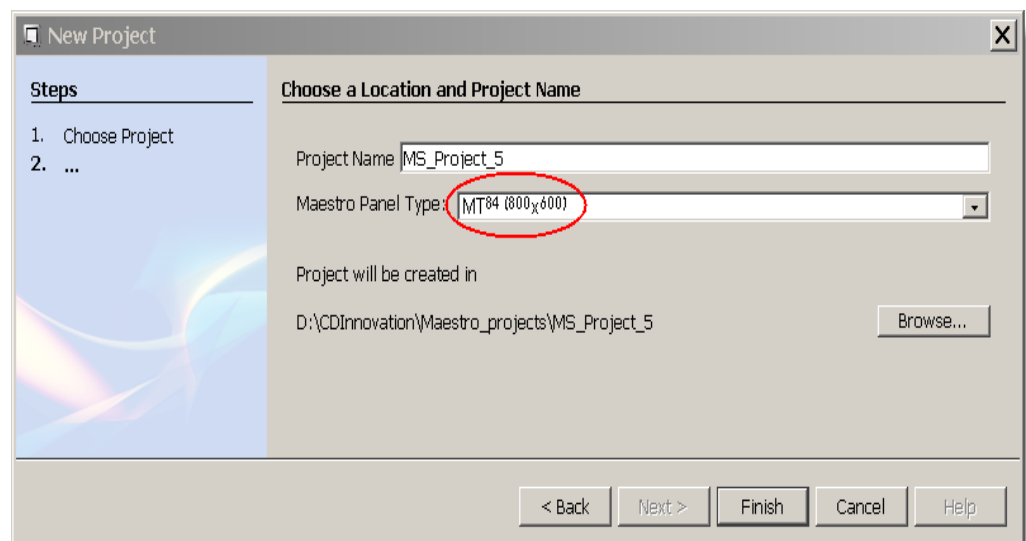 New Project
Steps
1. Choose Project
2. ...
Choose a Location and Project Name
Project Name MS_Project_5
Maestro Panel Type: MT84 (800x600)
Project will be created in
D:\CDInnovation\Maestro_projects\MS_Project_5 Browse...
< Back Next > Finish Cancel Help